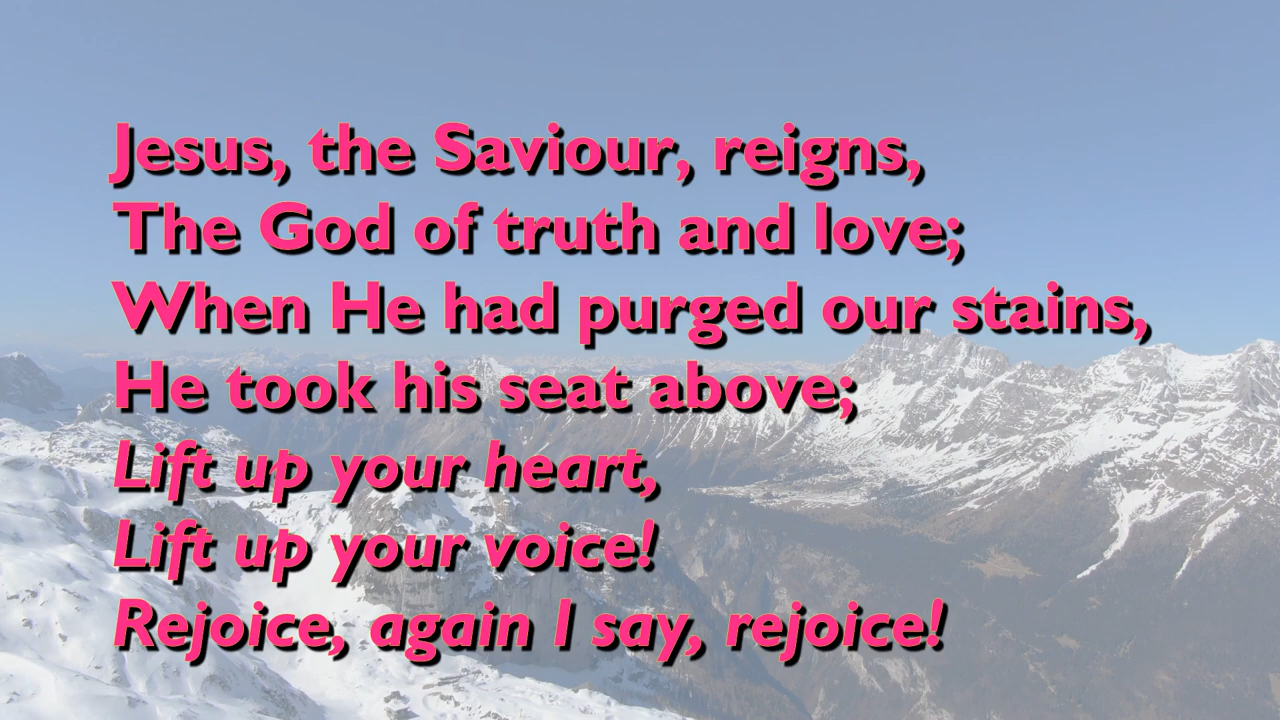 Jesus, the Saviour, reigns,
The God of truth and love;
When He had purged our stains,
He took his seat above;
Lift up your heart,
Lift up your voice!
Rejoice, again I say, rejoice!